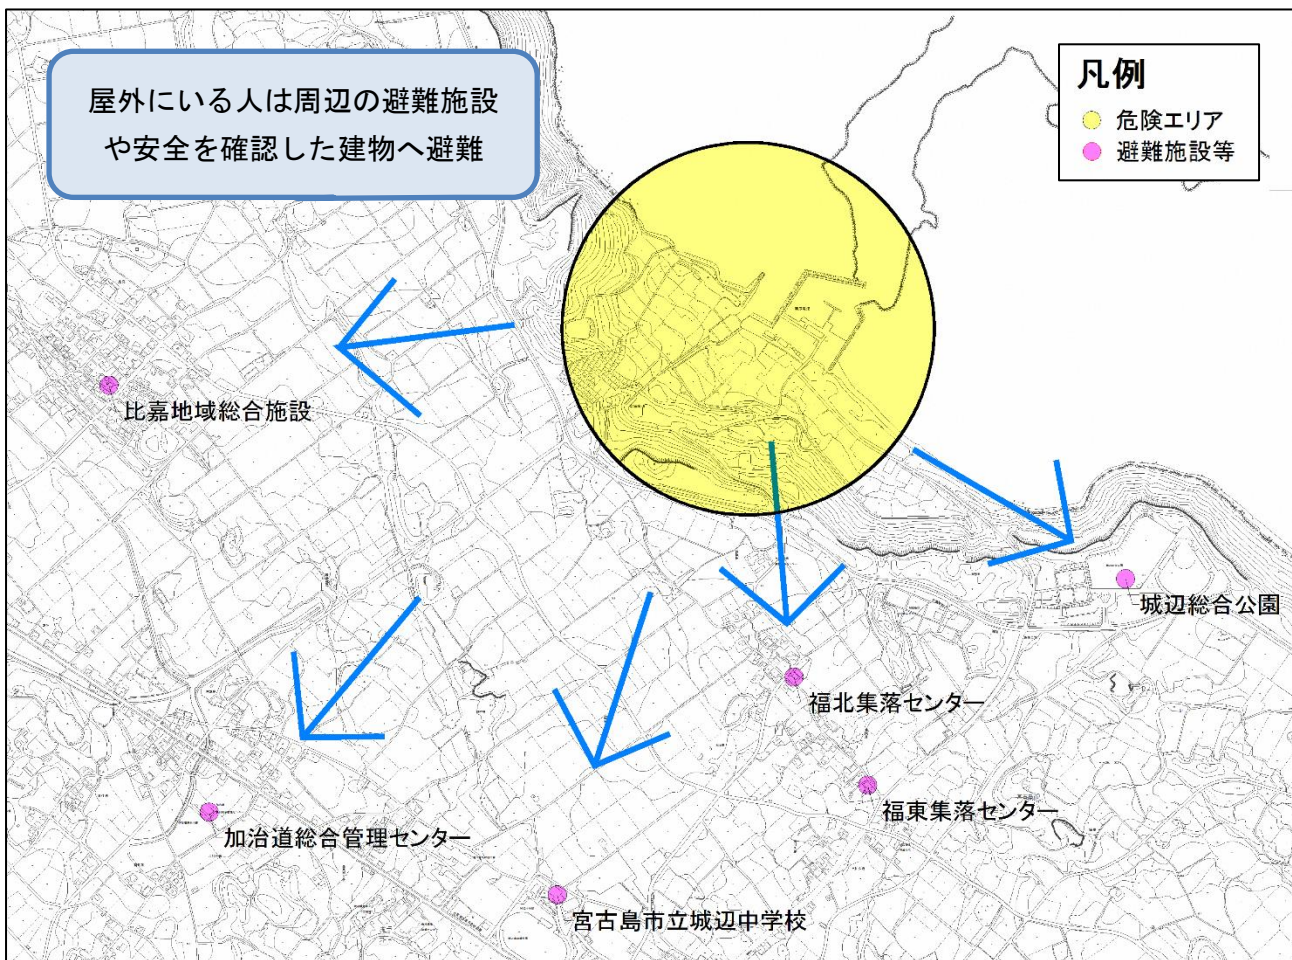 屋外にいる人は周辺の避難施設
や安全を確認した建物へ避難
凡例
危険エリア
避難施設等
比嘉地域総合施設
城辺総合公園
福北集落センター
福東集落センター
加治道総合管理センター
宮古島市立城辺中学校